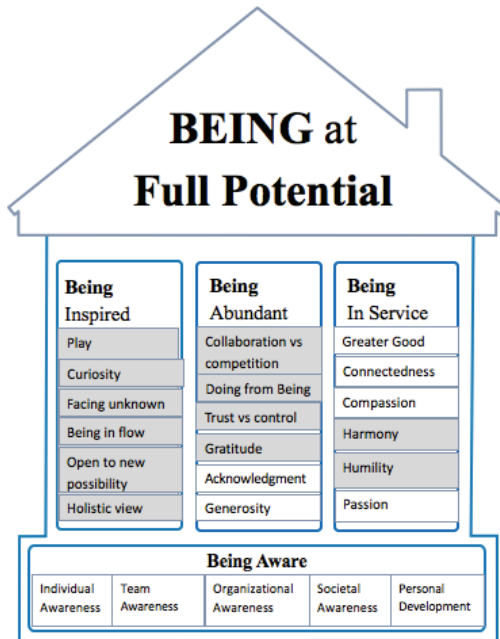 BEING at
Full Potential
Being
Inspired
Play
Curiosity
Facing unknown
Being in flow
Open to new
possibility
Holistic view
Being
Abundant
Collaboration vs
competition
Doing from Being
Trust vs control
Gratitude
Acknowledgment
Generosity
Being
In Service
Greater Good
Connectedness
Compassion
Harmony
Humility
Passion
Being Aware
Individual
Awareness
Team
Awareness
Organizational
Awareness
Societal
Awareness
Personal
Development